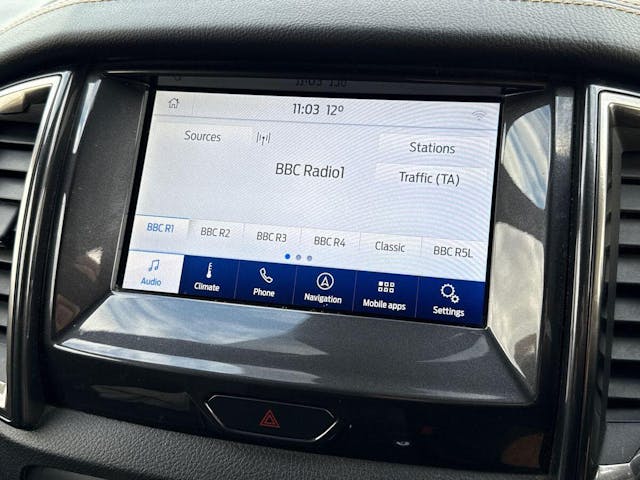 11:03 12°
Sources
Stations
BBC Radio1
Traffic (TA)
BBC R1 BBC R2 BBC R3 BBC R4 Classic BBC R5L
Audio Climate Phone Navigation Mobile apps Settings